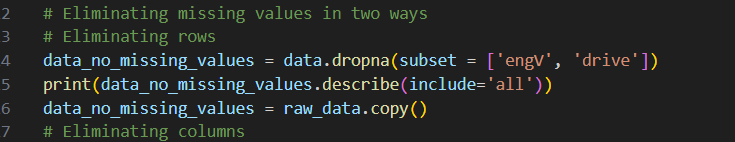 2 # Eliminating missing values in two ways
3 # Eliminating rows
4 data_no_missing_values = data.dropna(subset = ['engV', 'drive'])
5 print(data_no_missing_values.describe(include='all'))
6 data_no_missing_values = raw_data.copy()
7 # Eliminating columns